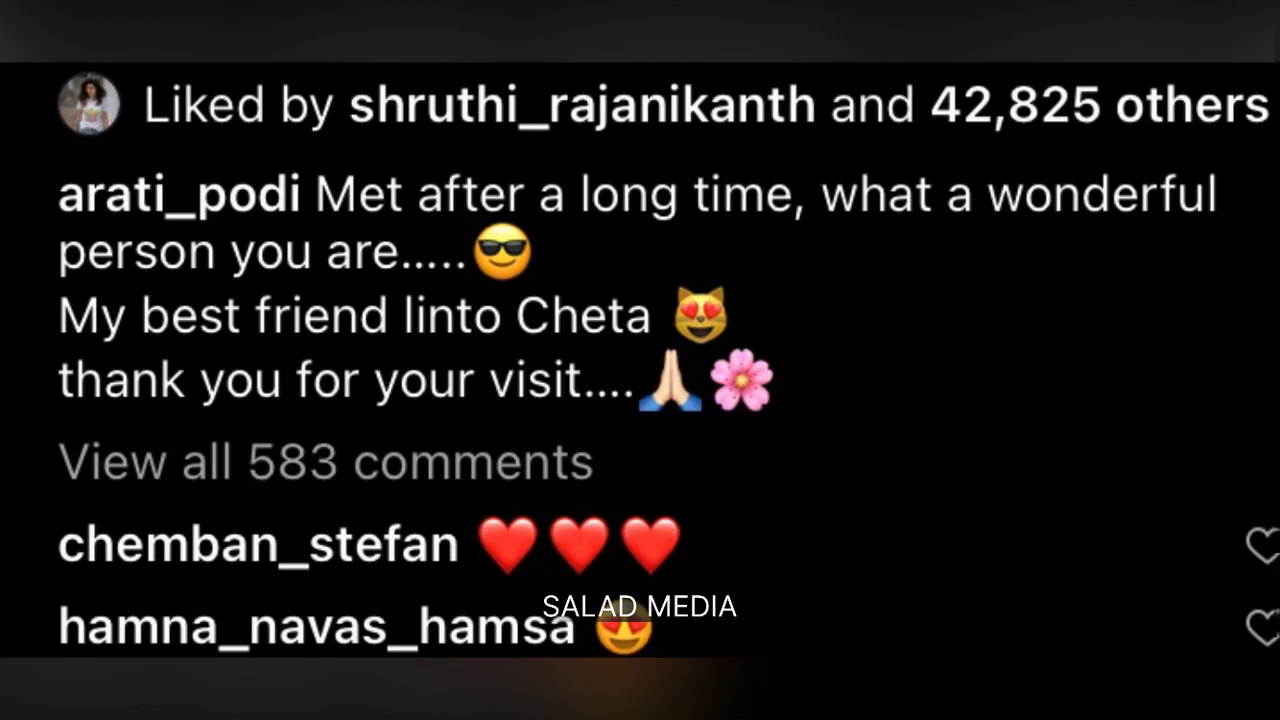 Liked by shruthi_rajanikanth and 42,825 others
arati_podi Met after a long time, what a wonderful
person you are.....😎
My best friend linto Cheta 😻
thank you for your visit....🙏🏻🌸
View all 583 comments
chemban_stefan ❤️❤️❤️
SALAD MEDIA
hamna_navas_hamsa 😍